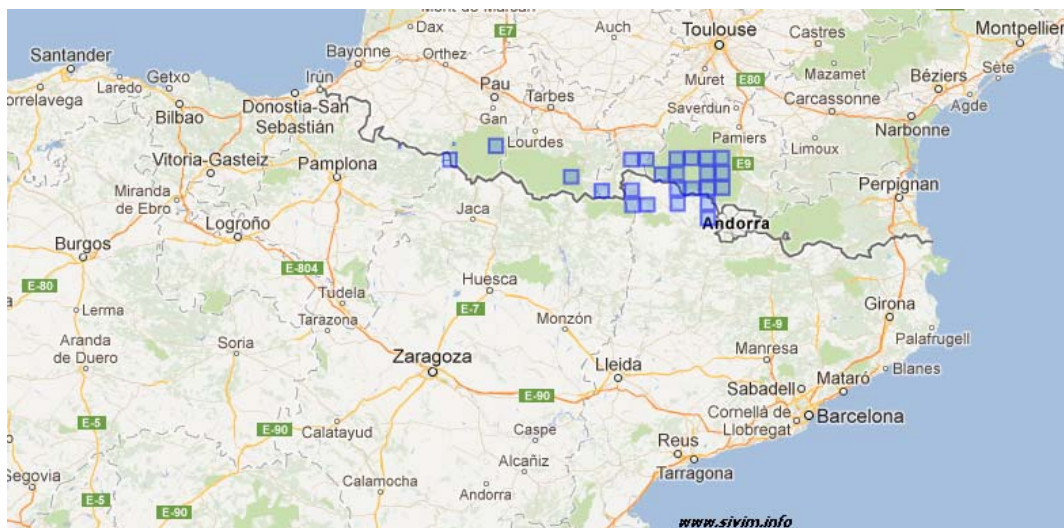 Mont-de-Marsan
Dax
E7
Auch
Toulouse
Castres
Montpellier
Santander
Bayonne
Orthez
Muret
E80
Mazamet
Béziers
Sète
Laredo
Getxo
Irún
Pau
Tarbes
Saverdun
Carcassonne
Agde
orrelavega
Bilbao
Donostia-San
Sebastián
Gan
Lourdes
Pamiers
Limoux
Narbonne
Vitoria-Gasteiz
Pamplona
E9
Miranda
de Ebro
Jaca
Perpignan
Logroño
Andorra
Burgos
E-804
Huesca
E-80
Tudela
E-7
Girona
Lerma
Tarazona
Monzón
E-9
Palafrugell
Aranda
de Duero
Soria
Zaragoza
Lleida
Manresa
Blanes
E-90
Sabadell
Mataró
Cornellà de
Llobregat
Barcelona
E-5
E-90
Calatayud
Caspe
Reus
Alcañiz
Tarragona
Segovia
Calamocha
Andorra
E-5
E-90
www.sivim.info